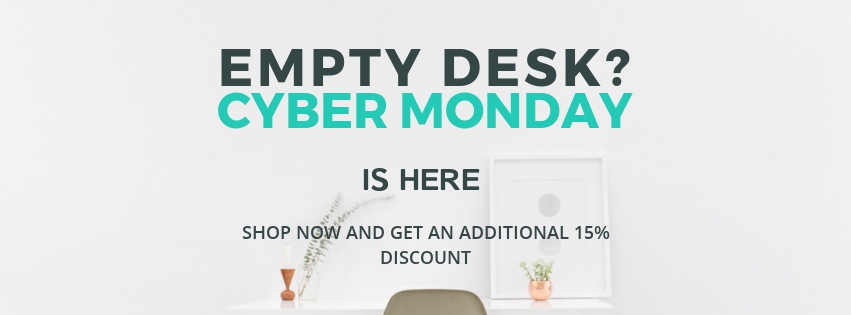 EMPTY DESK?
CYBER MONDAY
IS HERE
SHOP NOW AND GET AN ADDITIONAL 15%
DISCOUNT